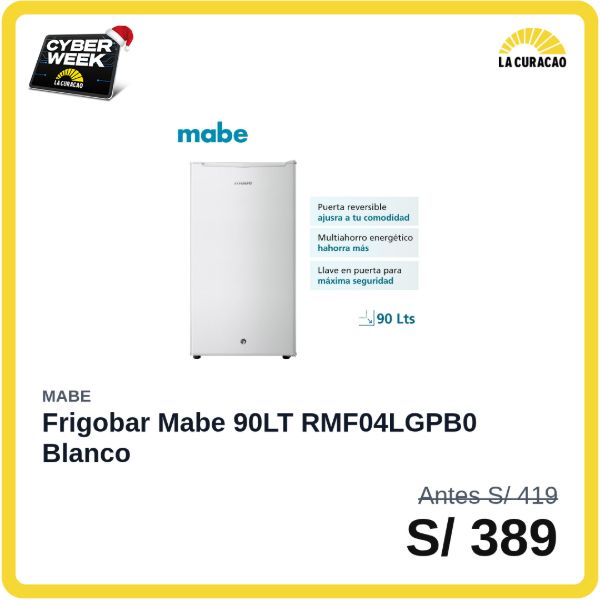 CYBER
WEEK
LA CURACAO
LA CURACAO
mabe
Puerta reversible
ajusra a tu comodidad
Multiahorro energético
hahorra más
Llave en puerta para
máxima seguridad
90 Lts
MABE
Frigobar Mabe 90LT RMF04LGPB0
Blanco
Antes S/ 419
S/ 389